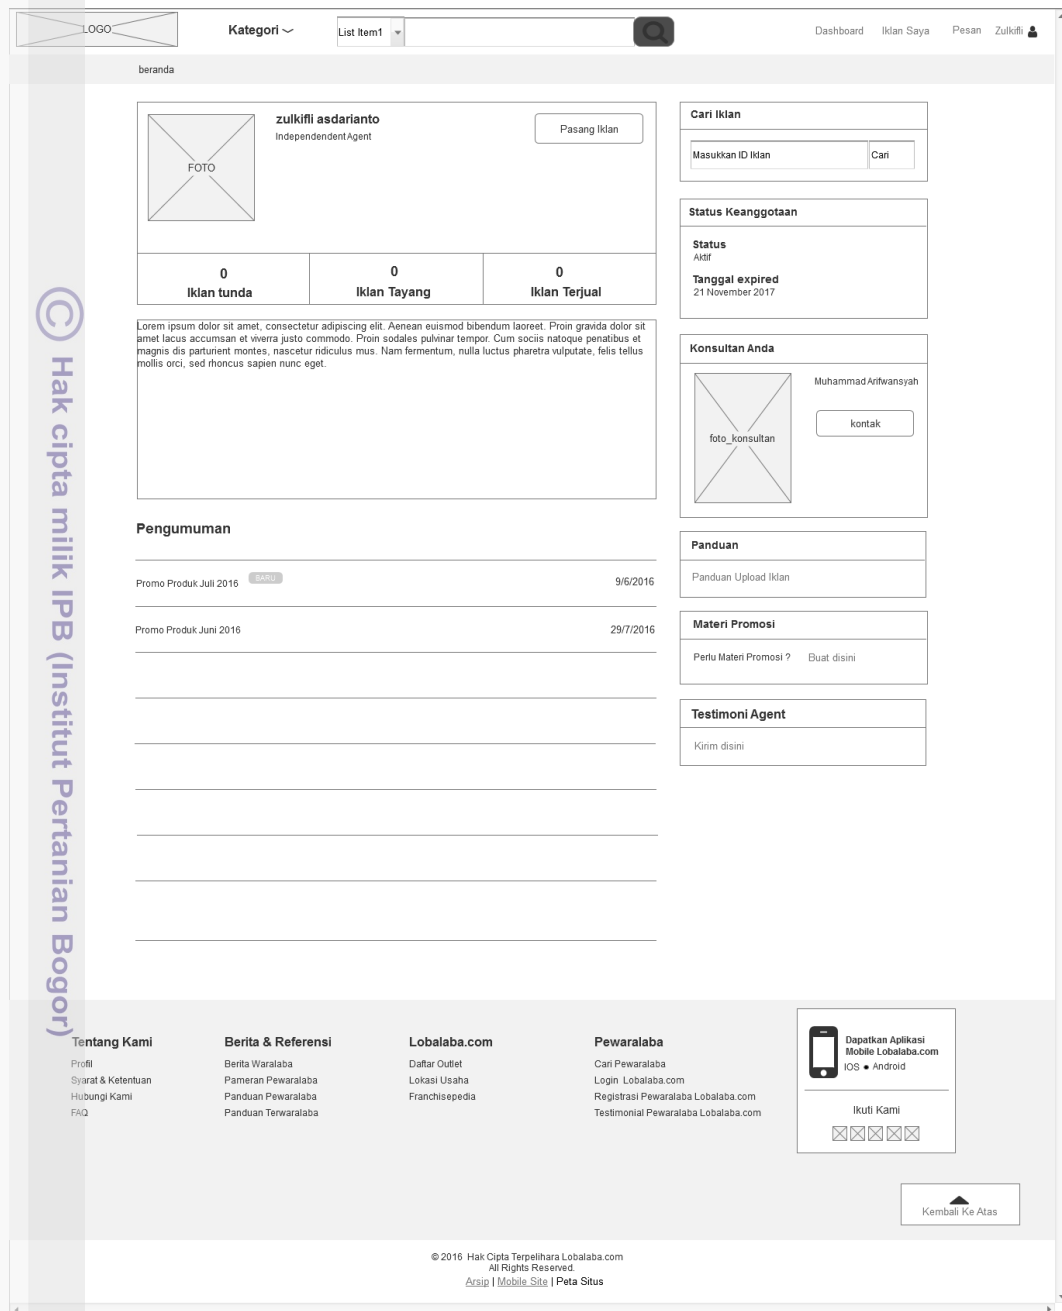 LOGO
Kategori
List Item1
Dashboard
Iklan Saya
Pesan
Zulkifli
beranda
FOTO
zulkifli asdarianto
Independendent Agent
Pasang Iklan
0
Iklan tunda
0
Iklan Tayang
0
Iklan Terjual
Lorem ipsum dolor sit amet, consectetur adipiscing elit. Aenean euismod bibendum laoreet. Proin gravida dolor sit
amet lacus accumsan et viverra justo commodo. Proin sodales pulvinar tempor. Cum sociis natoque penatibus et
magnis dis parturient montes, nascetur ridiculus mus. Nam fermentum, nulla luctus pharetra vulputate, felis tellus
mollis orci, sed rhoncus sapien nunc eget.
Pengumuman
Promo Produk Juli 2016 BARU 9/6/2016
Promo Produk Juni 2016 29/7/2016
Cari Iklan
Masukkan ID Iklan
Cari
Status Keanggotaan
Status
Aktif
Tanggal expired
21 November 2017
Konsultan Anda
foto_konsultan
Muhammad Arifwansyah
kontak
Panduan
Panduan Upload Iklan
Materi Promosi
Perlu Materi Promosi ? Buat disini
Testimoni Agent
Kirim disini
© Hak cipta milik IPB (Institut Pertanian Bogor)
Tentang Kami
Profil
Syarat & Ketentuan
Hubungi Kami
FAQ
Berita & Referensi
Berita Waralaba
Pameran Pewaralaba
Panduan Pewaralaba
Panduan Terwaralaba
Lobalaba.com
Daftar Outlet
Lokasi Usaha
Franchisepedia
Pewaralaba
Cari Pewaralaba
Login Lobalaba.com
Registrasi Pewaralaba Lobalaba.com
Testimonial Pewaralaba Lobalaba.com
Dapatkan Aplikasi
Mobile Lobalaba.com
IOS ● Android
Ikuti Kami
Kembali Ke Atas
© 2016 Hak Cipta Terpelihara Lobalaba.com
All Rights Reserved.
Arsip | Mobile Site | Peta Situs